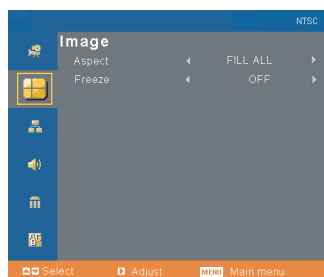 NTSC
Image
Aspect FILL ALL
Freeze OFF
Select Adjust MENU Main menu